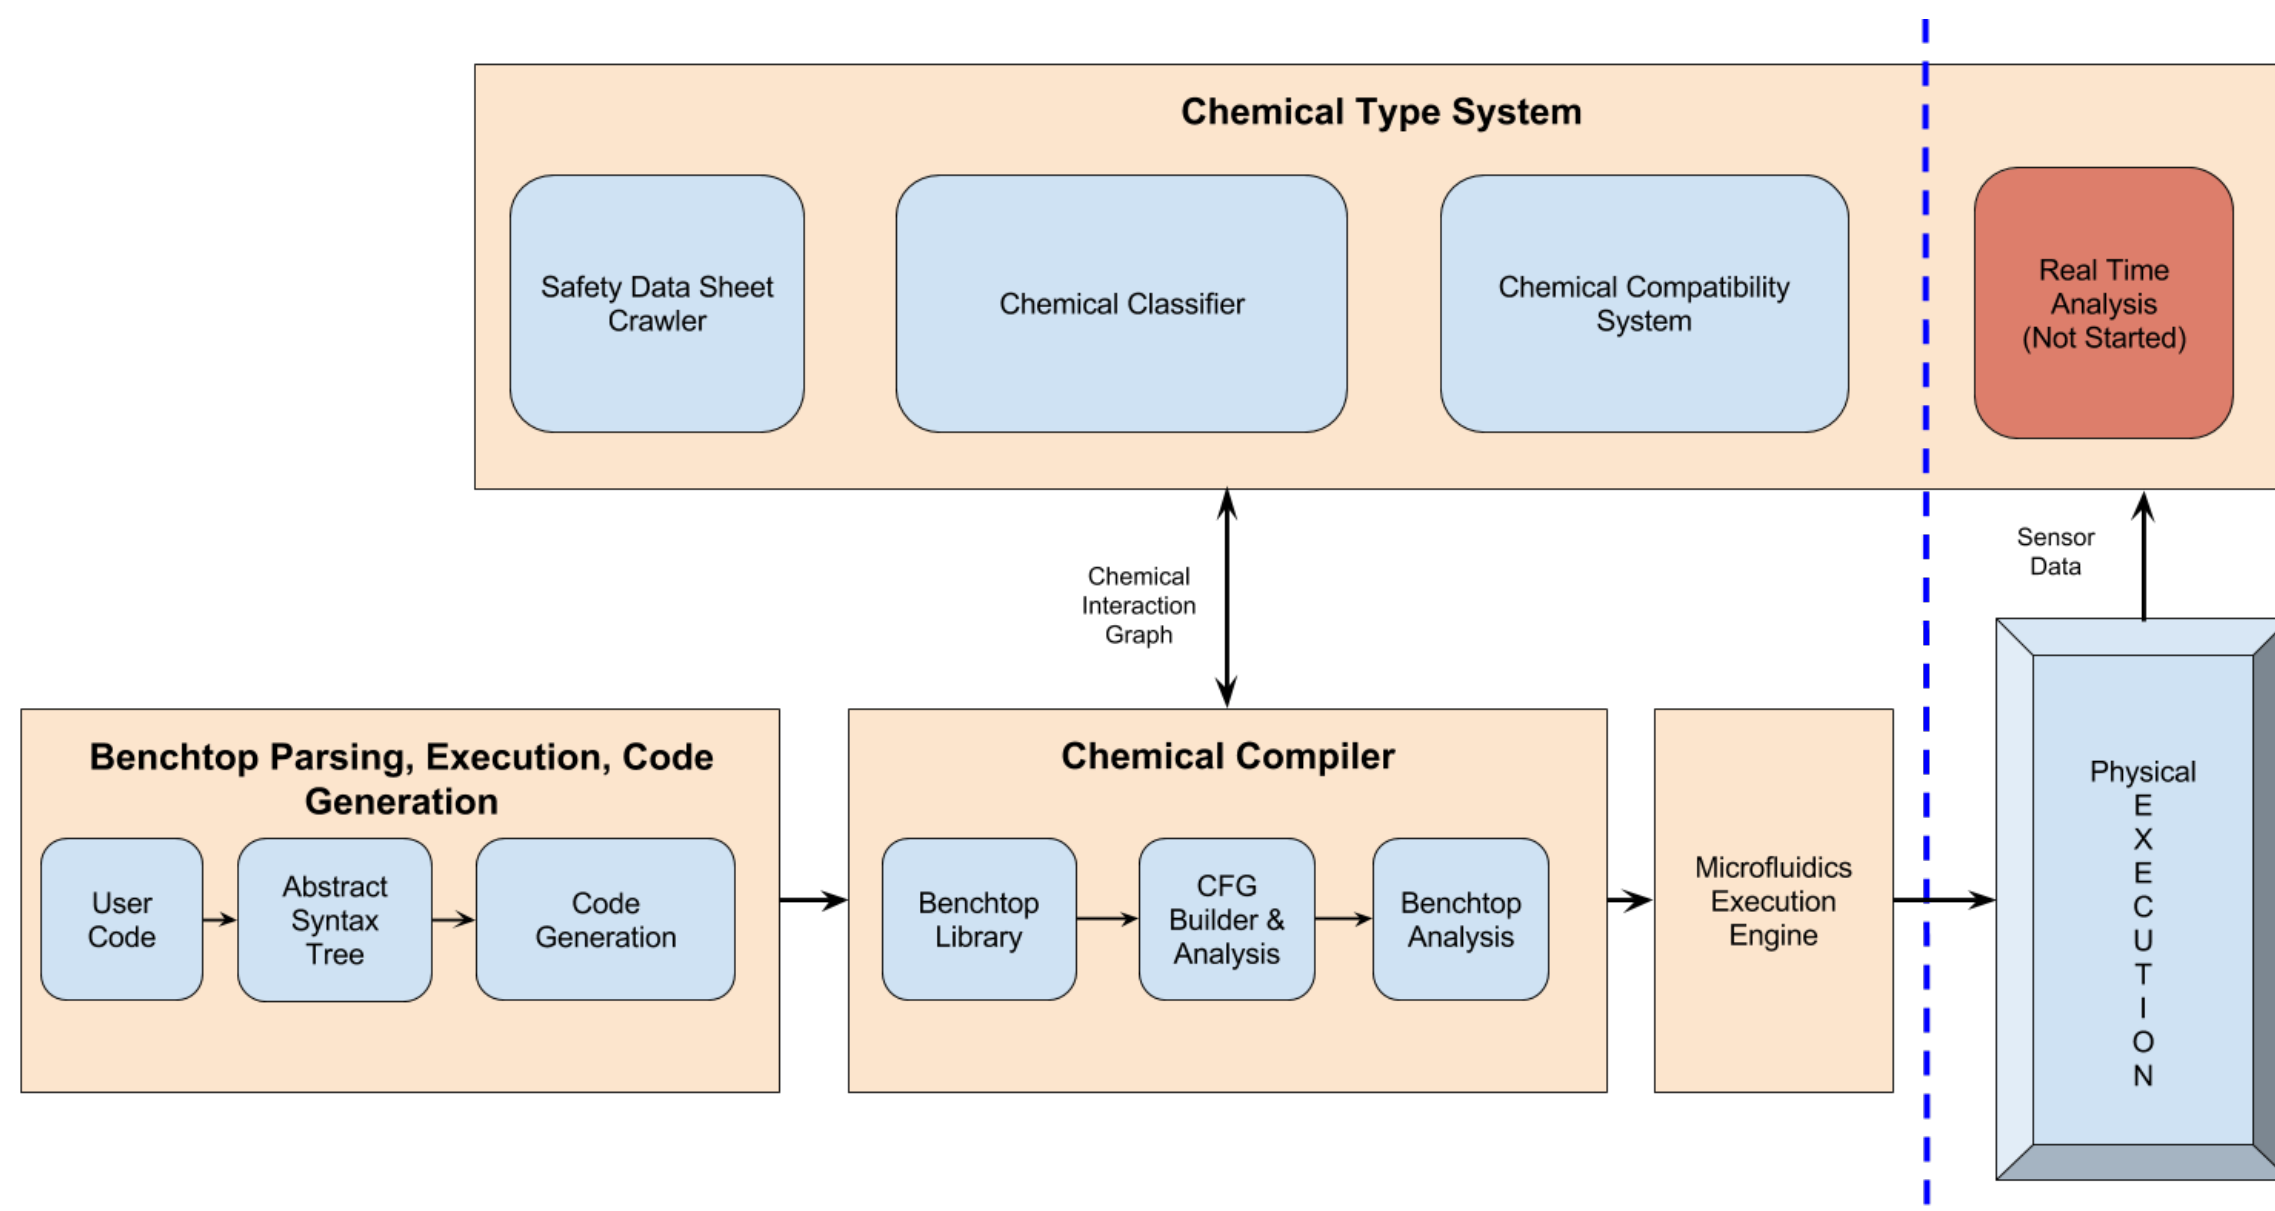 Chemical Type System
Safety Data Sheet
Crawler
Chemical Classifier
Chemical Compatibility
System
Real Time
Analysis
(Not Started)
Chemical
Interaction
Graph
Sensor
Data
Benchtop Parsing, Execution, Code
Generation
User
Code
Abstract
Syntax
Tree
Code
Generation
Chemical Compiler
Benchtop
Library
CFG
Builder &
Analysis
Benchtop
Analysis
Microfluidics
Execution
Engine
Physical
E
X
E
C
U
T
I
O
N